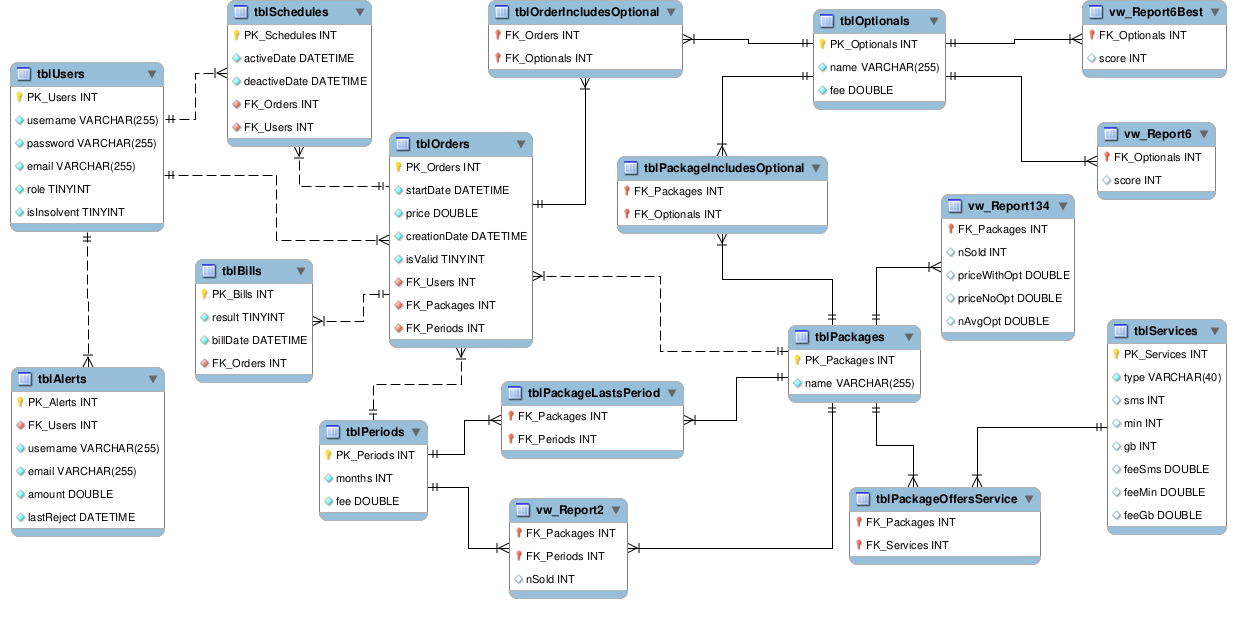 tblSchedules
PK_Schedules INT
activeDate DATETIME
deactiveDate DATETIME
FK_Orders INT
FK_Users INT
tblOrderIncludesOptional
FK_Orders INT
FK_Optionals INT
tblOptionals
PK_Optionals INT
name VARCHAR(255)
fee DOUBLE
vw_Report6Best
FK_Optionals INT
score INT
tblUsers
PK_Users INT
username VARCHAR(255)
password VARCHAR(255)
email VARCHAR(255)
role TINYINT
isInsolvent TINYINT
tblOrders
PK_Orders INT
startDate DATETIME
price DOUBLE
creationDate DATETIME
isValid TINYINT
FK_Users INT
FK_Packages INT
FK_Periods INT
tblPackageIncludesOptional
FK_Packages INT
FK_Optionals INT
vw_Report6
FK_Optionals INT
score INT
vw_Report134
FK_Packages INT
nSold INT
priceWithOpt DOUBLE
priceNoOpt DOUBLE
nAvgOpt DOUBLE
tblBills
PK_Bills INT
result TINYINT
billDate DATETIME
FK_Orders INT
tblPackages
PK_Packages INT
name VARCHAR(255)
tblServices
PK_Services INT
type VARCHAR(40)
sms INT
min INT
gb INT
feeSms DOUBLE
feeMin DOUBLE
feeGb DOUBLE
tblAlerts
PK_Alerts INT
FK_Users INT
username VARCHAR(255)
email VARCHAR(255)
amount DOUBLE
lastReject DATETIME
tblPackageLastsPeriod
FK_Packages INT
FK_Periods INT
tblPeriods
PK_Periods INT
months INT
fee DOUBLE
vw_Report2
FK_Packages INT
FK_Periods INT
nSold INT
tblPackageOffersService
FK_Packages INT
FK_Services INT